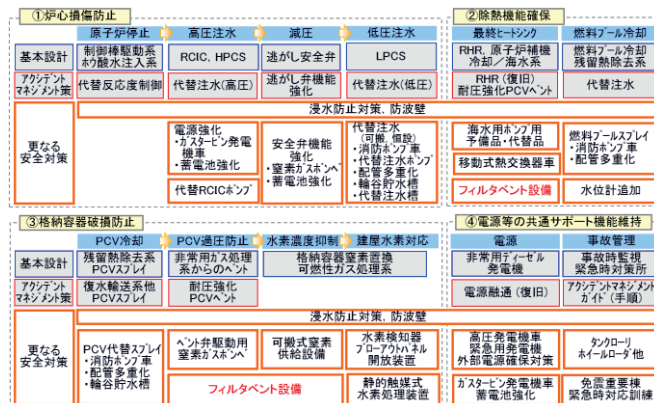 ①炉心損傷防止
原子炉停止
高圧注水
減圧
低圧注水
基本設計
制御棒駆動系
ホウ酸水注入系
RCIC, HPCS
逃がし安全弁
LPCS
アクシデント
マネジメント策
代替反応度制御
代替注水(高圧)
逃がし弁機能
強化
代替注水(低圧)
浸水防止対策, 防波壁
更なる
安全対策
電源強化
・ガスタービン発電
機車
・蓄電池強化
代替RCICポンプ
安全弁機能
強化
・窒素ガスボンベ
・蓄電池強化
代替注水
(可搬, 恒設)
・消防ポンプ車
・代替注水ポンプ
・配管多重化
・輪谷貯水槽
・代替注水槽
②除熱機能確保
最終ヒートシンク
燃料プール冷却
RHR, 原子炉補機
冷却/海水系
燃料プール冷却
残留熱除去系
RHR(復旧)
耐圧強化PCVベント
代替注水
海水用ポンプ用
予備品・代替品
移動式熱交換器車
フィルタベント設備
燃料プールスプレイ
・消防ポンプ車
・配管多重化
水位計追加
③格納容器破損防止
PCV冷却
PCV過圧防止
水素濃度抑制
建屋水素対応
基本設計
残留熱除去系
PCVスプレイ
非常用ガス処理
系からのベント
格納容器窒素置換
可燃性ガス処理系
アクシデント
マネジメント策
復水輸送系他
PCVスプレイ
耐圧強化
PCVベント
浸水防止対策, 防波壁
更なる
安全対策
PCV代替スプレイ
・消防ポンプ車
・配管多重化
・輪谷貯水槽
ベント弁駆動用
窒素ガスボンベ
可搬式窒素
供給設備
水素検知器
ブローアウトパネル
開放装置
フィルタベント設備
静的触媒式
水素処理装置
④電源等の共通サポート機能維持
電源
事故管理
非常用ディーゼル
発電機
事故時監視
緊急時対策所
電源融通(復旧)
アクシデントマネジメント
ガイド(手順)
高圧発電機車
緊急用発電機
外部電源確保対策
タンクローリ
ホイールローダ他
ガスタービン発電機車
蓄電池強化
免震重要棟
緊急時対応訓練